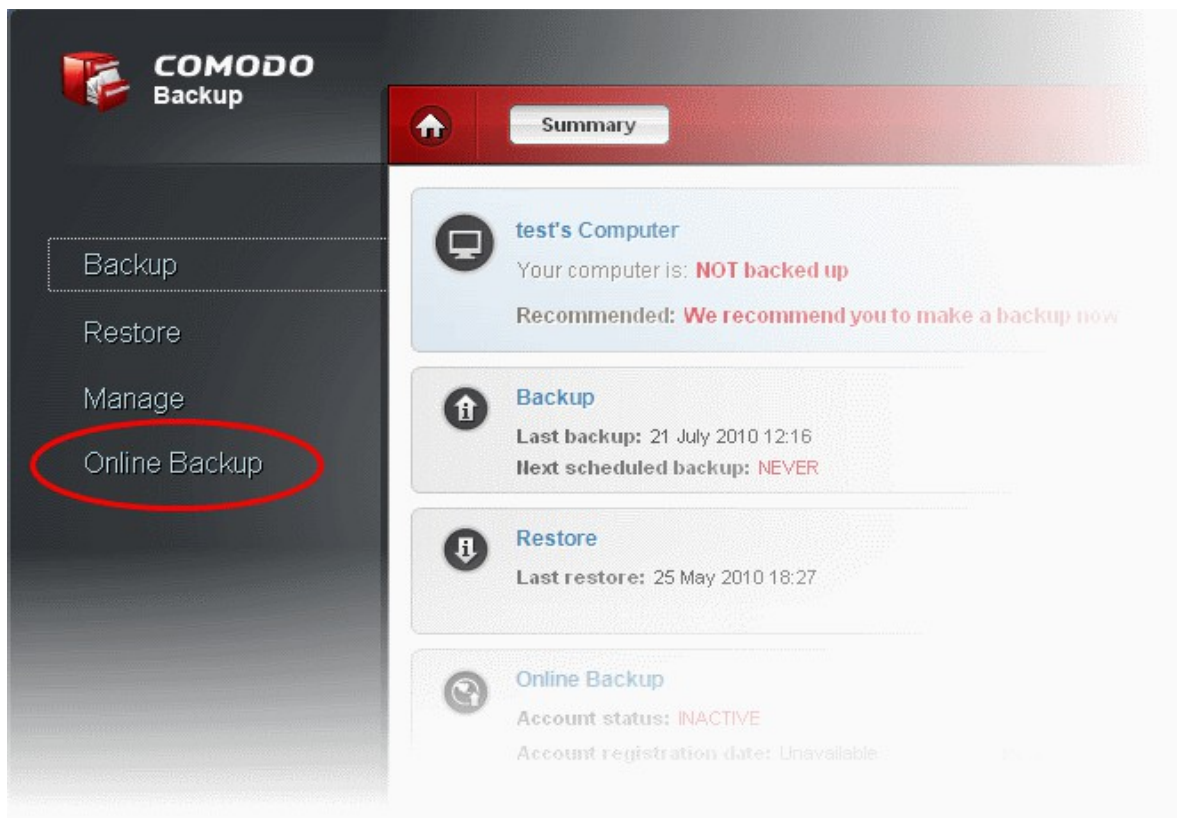 COMODO
Backup
Summary
Backup
Restore
Manage
Online Backup
test's Computer
Your computer is: NOT backed up
Recommended: We recommend you to make a backup now
Backup
Last backup: 21 July 2010 12:16
Next scheduled backup: NEVER
Restore
Last restore: 25 May 2010 18:27
Online Backup
Account status: INACTIVE
Account registration date: Unavailable